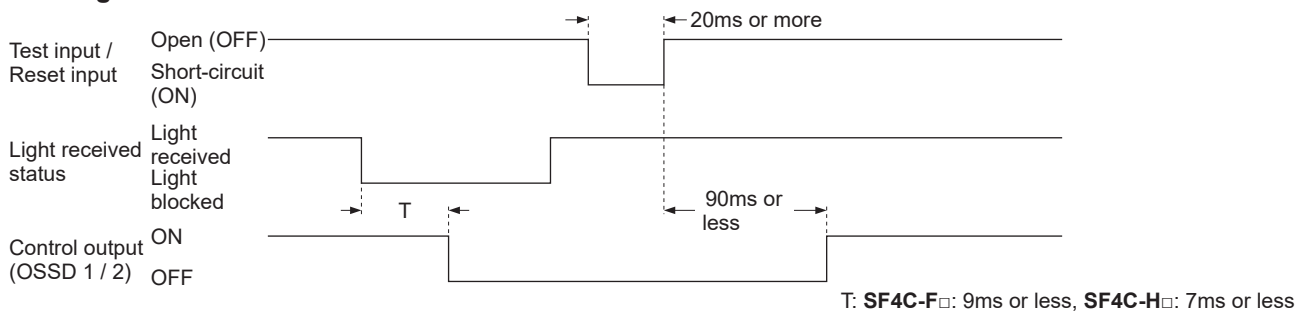 20ms or more
Test input /
Reset input
Open (OFF)
Short-circuit
(ON)
Light received
status
Light
received
Light
blocked
T
90ms or
less
Control output
(OSSD 1 / 2)
ON
OFF
T: SF4C-F□: 9ms or less, SF4C-H□: 7ms or less